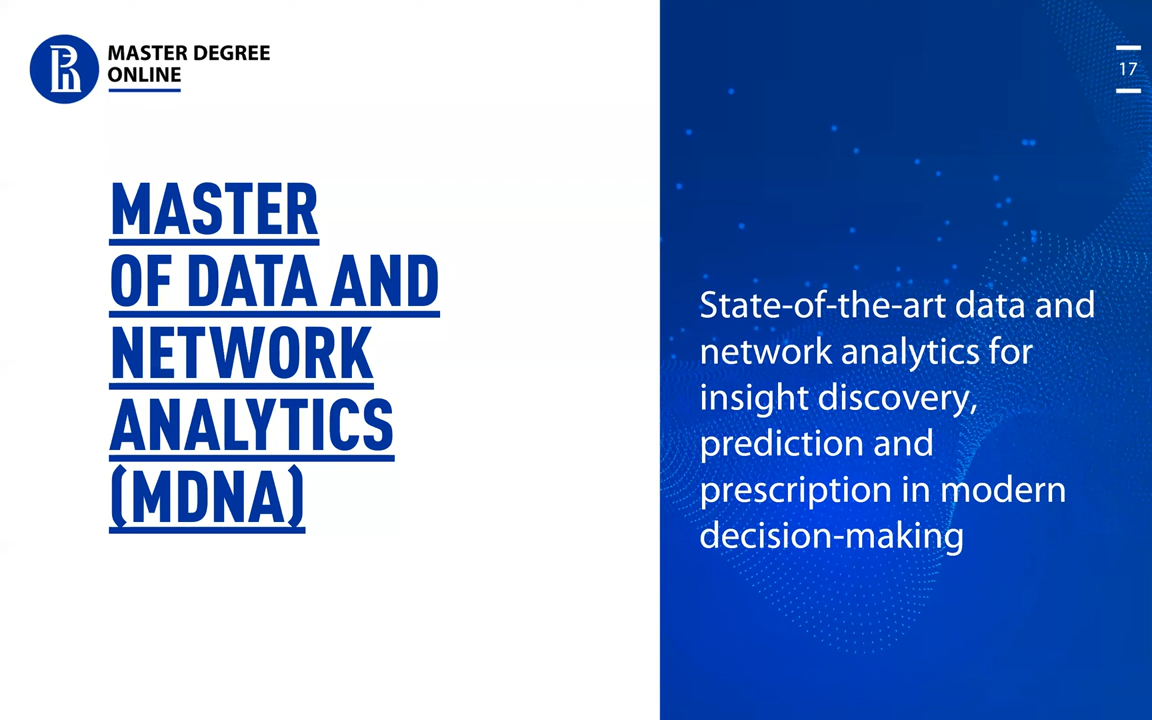 MASTER DEGREE
ONLINE
17
MASTER
OF DATA AND
NETWORK
ANALYTICS
(MDNA)
State-of-the-art data and
network analytics for
insight discovery,
prediction and
prescription in modern
decision-making